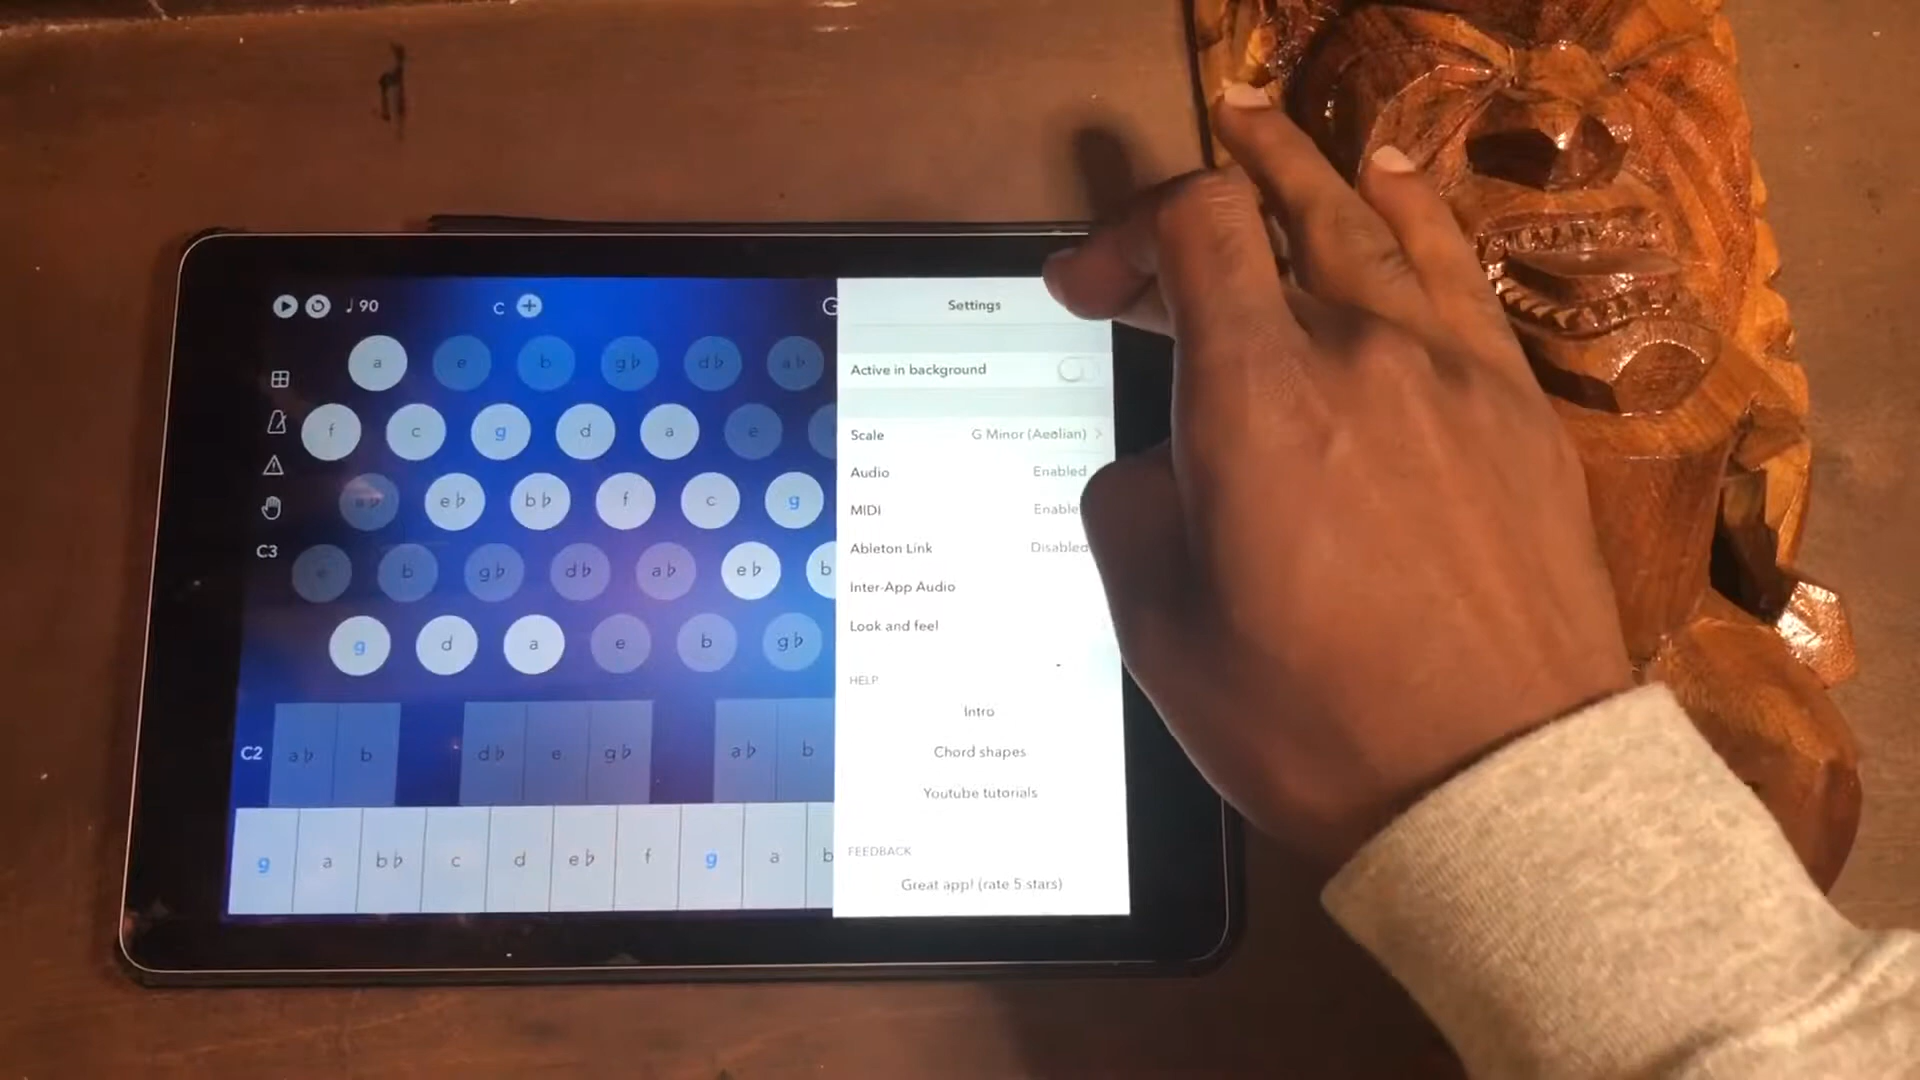 ♩ 90 c
Settings
a e b g♭ d♭ a♭
Active in background
f c g d a e
Scale G Minor (Aeolian) >
Audio Enabled
a♭ e♭ b♭ f c g
MIDI Enable
C3
e b g♭ d♭ a♭ e♭ b
Ableton Link Disabled
Inter-App Audio
Look and feel
g d a e b g♭
HELP
Intro
Chord shapes
Youtube tutorials
C2 a♭ b d♭ e g♭ a♭ b
g a b♭ c d e♭ f g a b
FEEDBACK
Great app! (rate 5 stars)